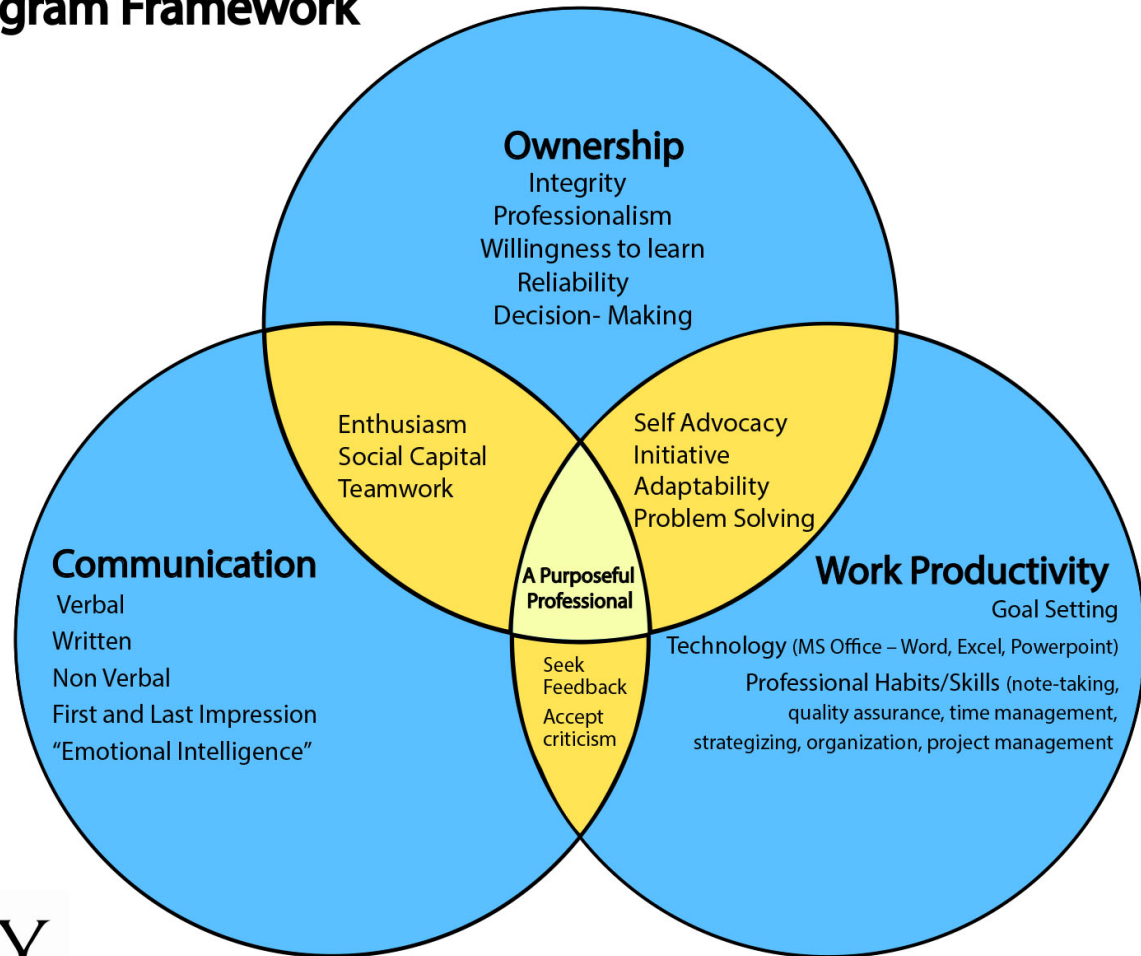 gram Framework
Ownership
Integrity
Professionalism
Willingness to learn
Reliability
Decision- Making
Enthusiasm
Social Capital
Teamwork
Self Advocacy
Initiative
Adaptability
Problem Solving
A Purposeful
Professional
Communication
Verbal
Written
Non Verbal
First and Last Impression
“Emotional Intelligence”
Work Productivity
Goal Setting
Technology (MS Office – Word, Excel, Powerpoint)
Professional Habits/Skills (note-taking,
quality assurance, time management,
strategizing, organization, project management
Seek
Feedback
Accept
criticism
Y